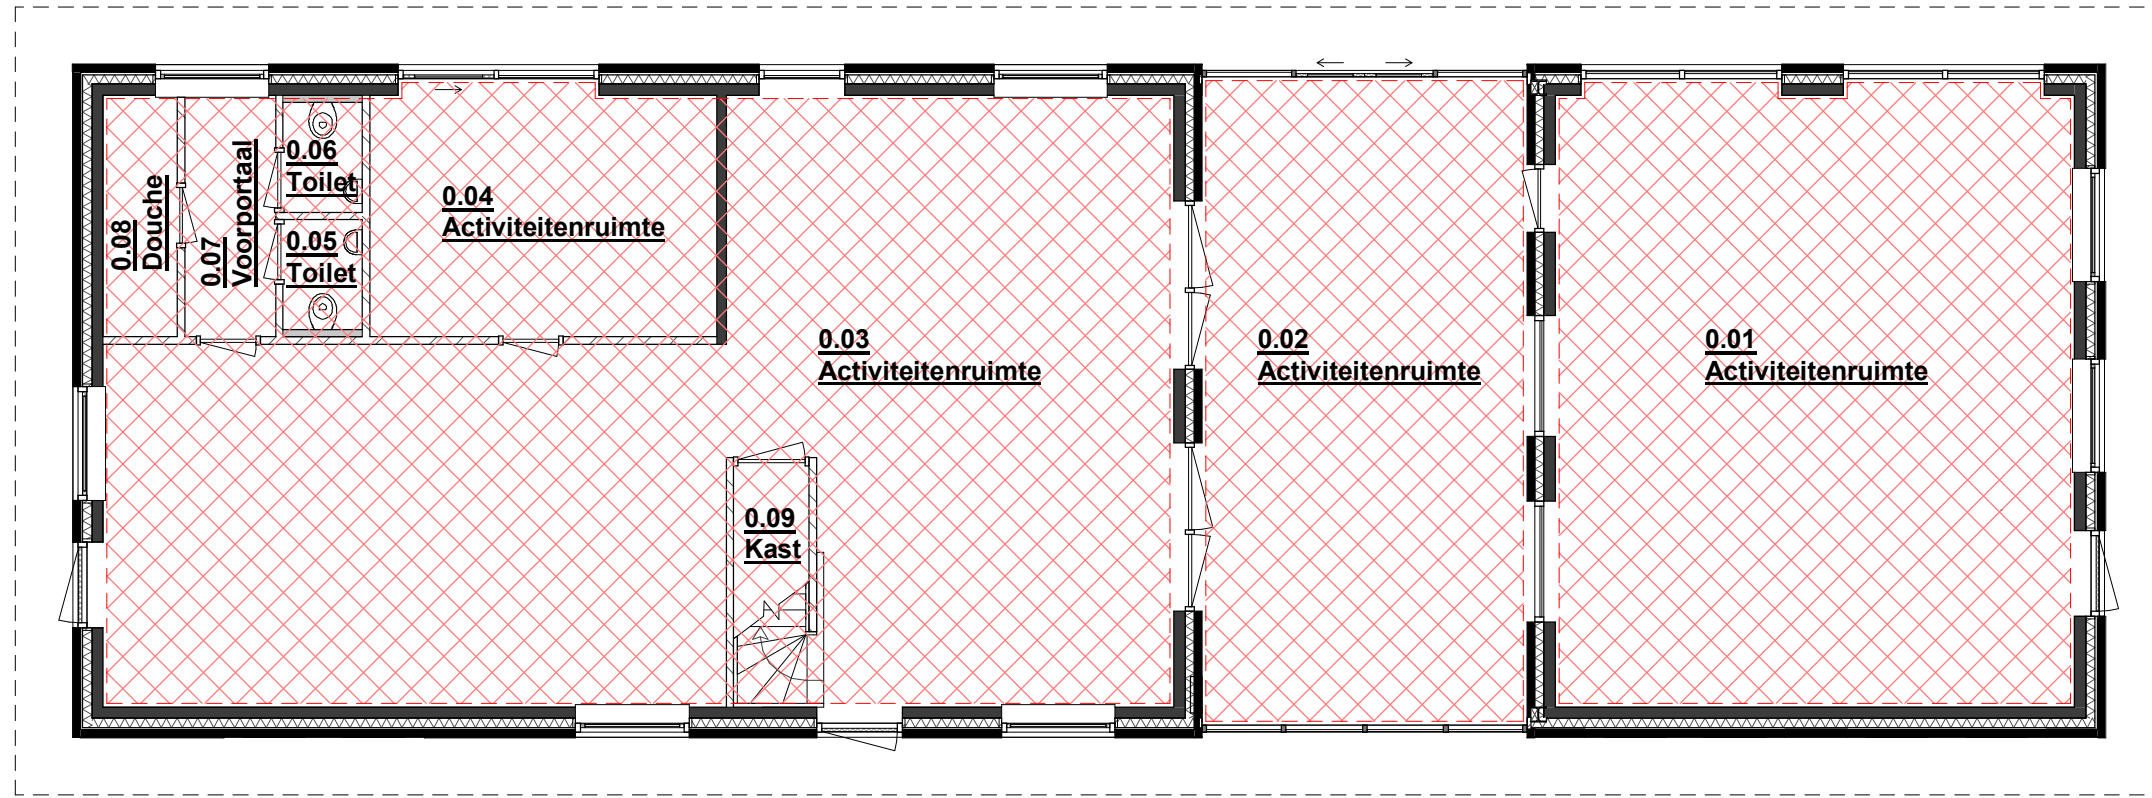 0.08
Douche
0.07
Voorportaal
0.06
Toilet
0.05
Toilet
0.04
Activiteitenruimte
0.03
Activiteitenruimte
0.09
Kast
0.02
Activiteitenruimte
0.01
Activiteitenruimte